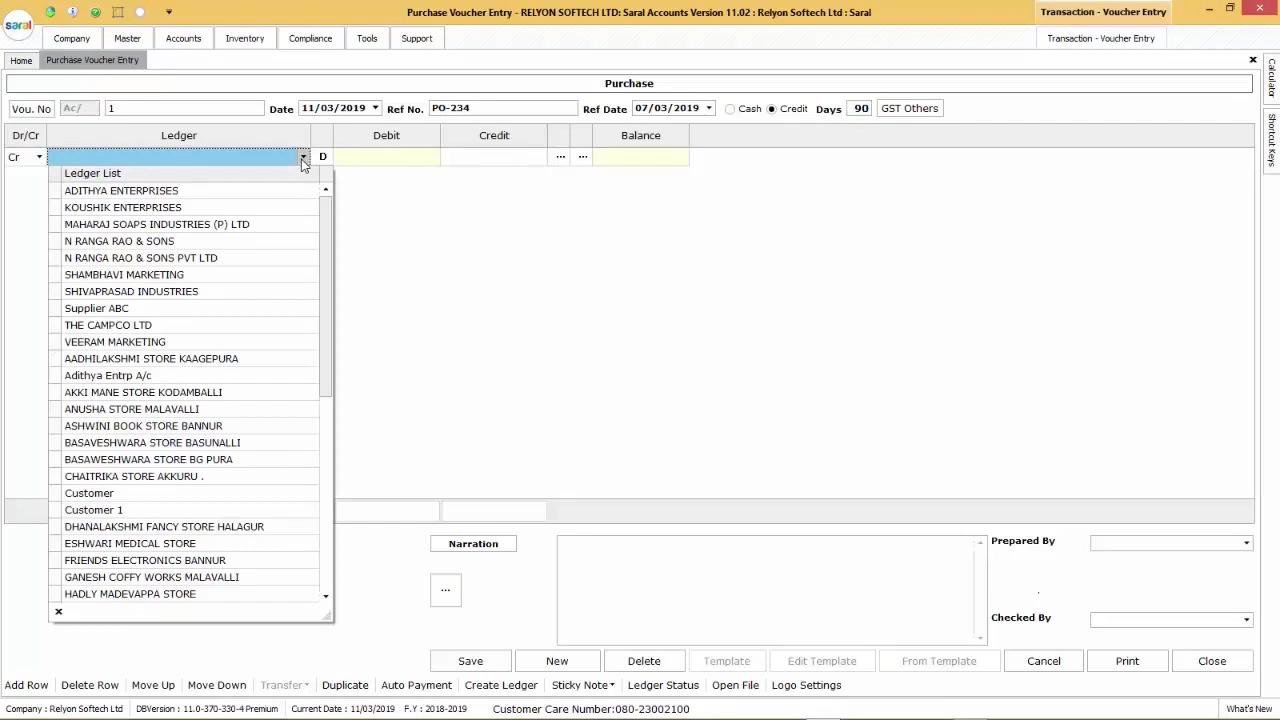 Purchase Voucher Entry - RELYON SOFTECH LTD: Saral Accounts Version 11.02 : Relyon Softech Ltd : Saral
Transaction - Voucher Entry
saral
Company Master Accounts Inventory Compliance Tools Support
Transaction - Voucher Entry
Home Purchase Voucher Entry
Purchase
Vou. No Ac/ 1 Date 11/03/2019 Ref No. PO-234 Ref Date 07/03/2019 Cash Credit Days 90 GST Others
Dr/Cr Ledger Debit Credit Balance
Cr D ... ...
Ledger List
ADITHYA ENTERPRISES
KOUSHIK ENTERPRISES
MAHARAJ SOAPS INDUSTRIES (P) LTD
N RANGA RAO & SONS
N RANGA RAO & SONS PVT LTD
SHAMBHAVI MARKETING
SHIVAPRASAD INDUSTRIES
Supplier ABC
THE CAMPCO LTD
VEERAM MARKETING
AADHILAKSHMI STORE KAAGEPURA
Adithya Entrp A/c
AKKI MANE STORE KODAMBALLI
ANUSHA STORE MALAVALLI
ASHWINI BOOK STORE BANNUR
BASAVESHWARA STORE BASUNALLI
BASAWESHWARA STORE BG PURA
CHAITRIKA STORE AKKURU .
Customer
Customer 1
DHANALAKSHMI FANCY STORE HALAGUR
ESHWARI MEDICAL STORE
FRIENDS ELECTRONICS BANNUR
GANESH COFFY WORKS MALAVALLI
HADLY MADEVAPPA STORE
Narration
...
Prepared By
Checked By
Save New Delete Template Edit Template From Template Cancel Print Close
Add Row Delete Row Move Up Move Down Transfer Duplicate Auto Payment Create Ledger Sticky Note Ledger Status Open File Logo Settings
Company : Relyon Softech Ltd DBVersion : 11.0-370-330-4 Premium Current Date : 11/03/2019 F.Y : 2018-2019 Customer Care Number:080-23002100 What's New
Calculator
Shortcut Keys